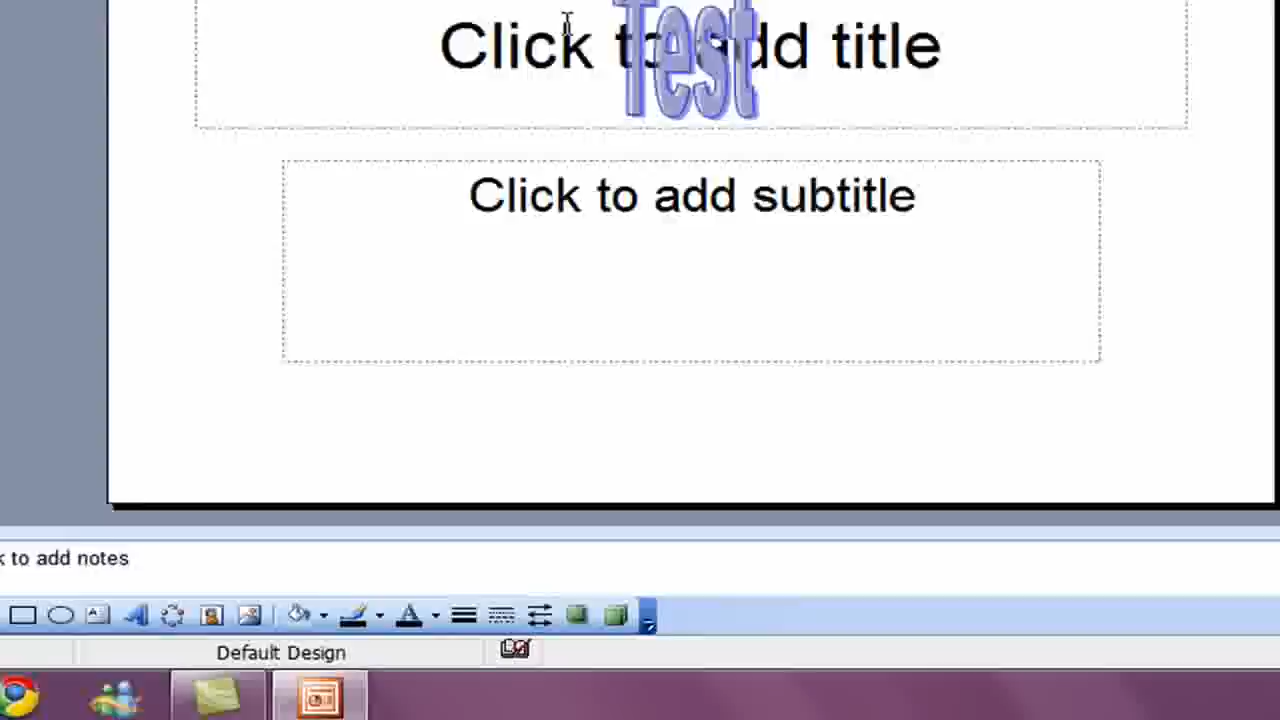 Click to add title
Test
Click to add subtitle
k to add notes
Default Design